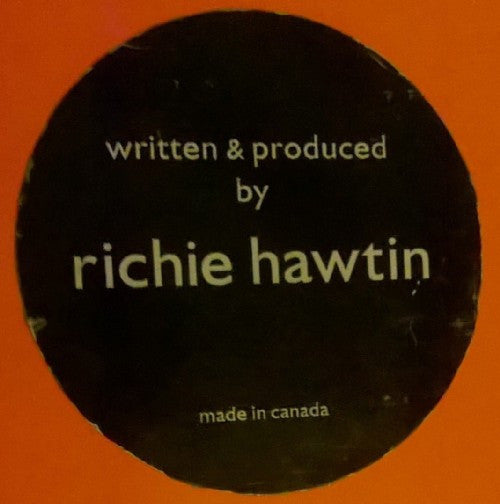 written & produced
by
richie hawtin
made in canada